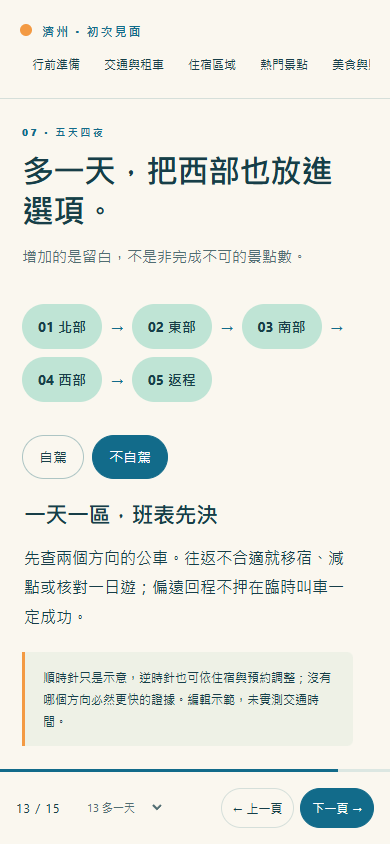 濟州・初次見面
行前準備 交通與租車 住宿區域 熱門景點 美食與
07・五天四夜
多一天，把西部也放進
選項。
增加的是留白，不是非完成不可的景點數。
01 北部 → 02 東部 → 03 南部 →
04 西部 → 05 返程
自駕 不自駕
一天一區，班表先決
先查兩個方向的公車。往返不合適就移宿、減
點或核對一日遊；偏遠回程不押在臨時叫車一
定成功。
順時針只是示意，逆時針也可依住宿與預約調整；沒有
哪個方向必然更快的證據。編輯示範，未實測交通時
間。
13 / 15 13 多一天 ← 上一頁 下一頁 →